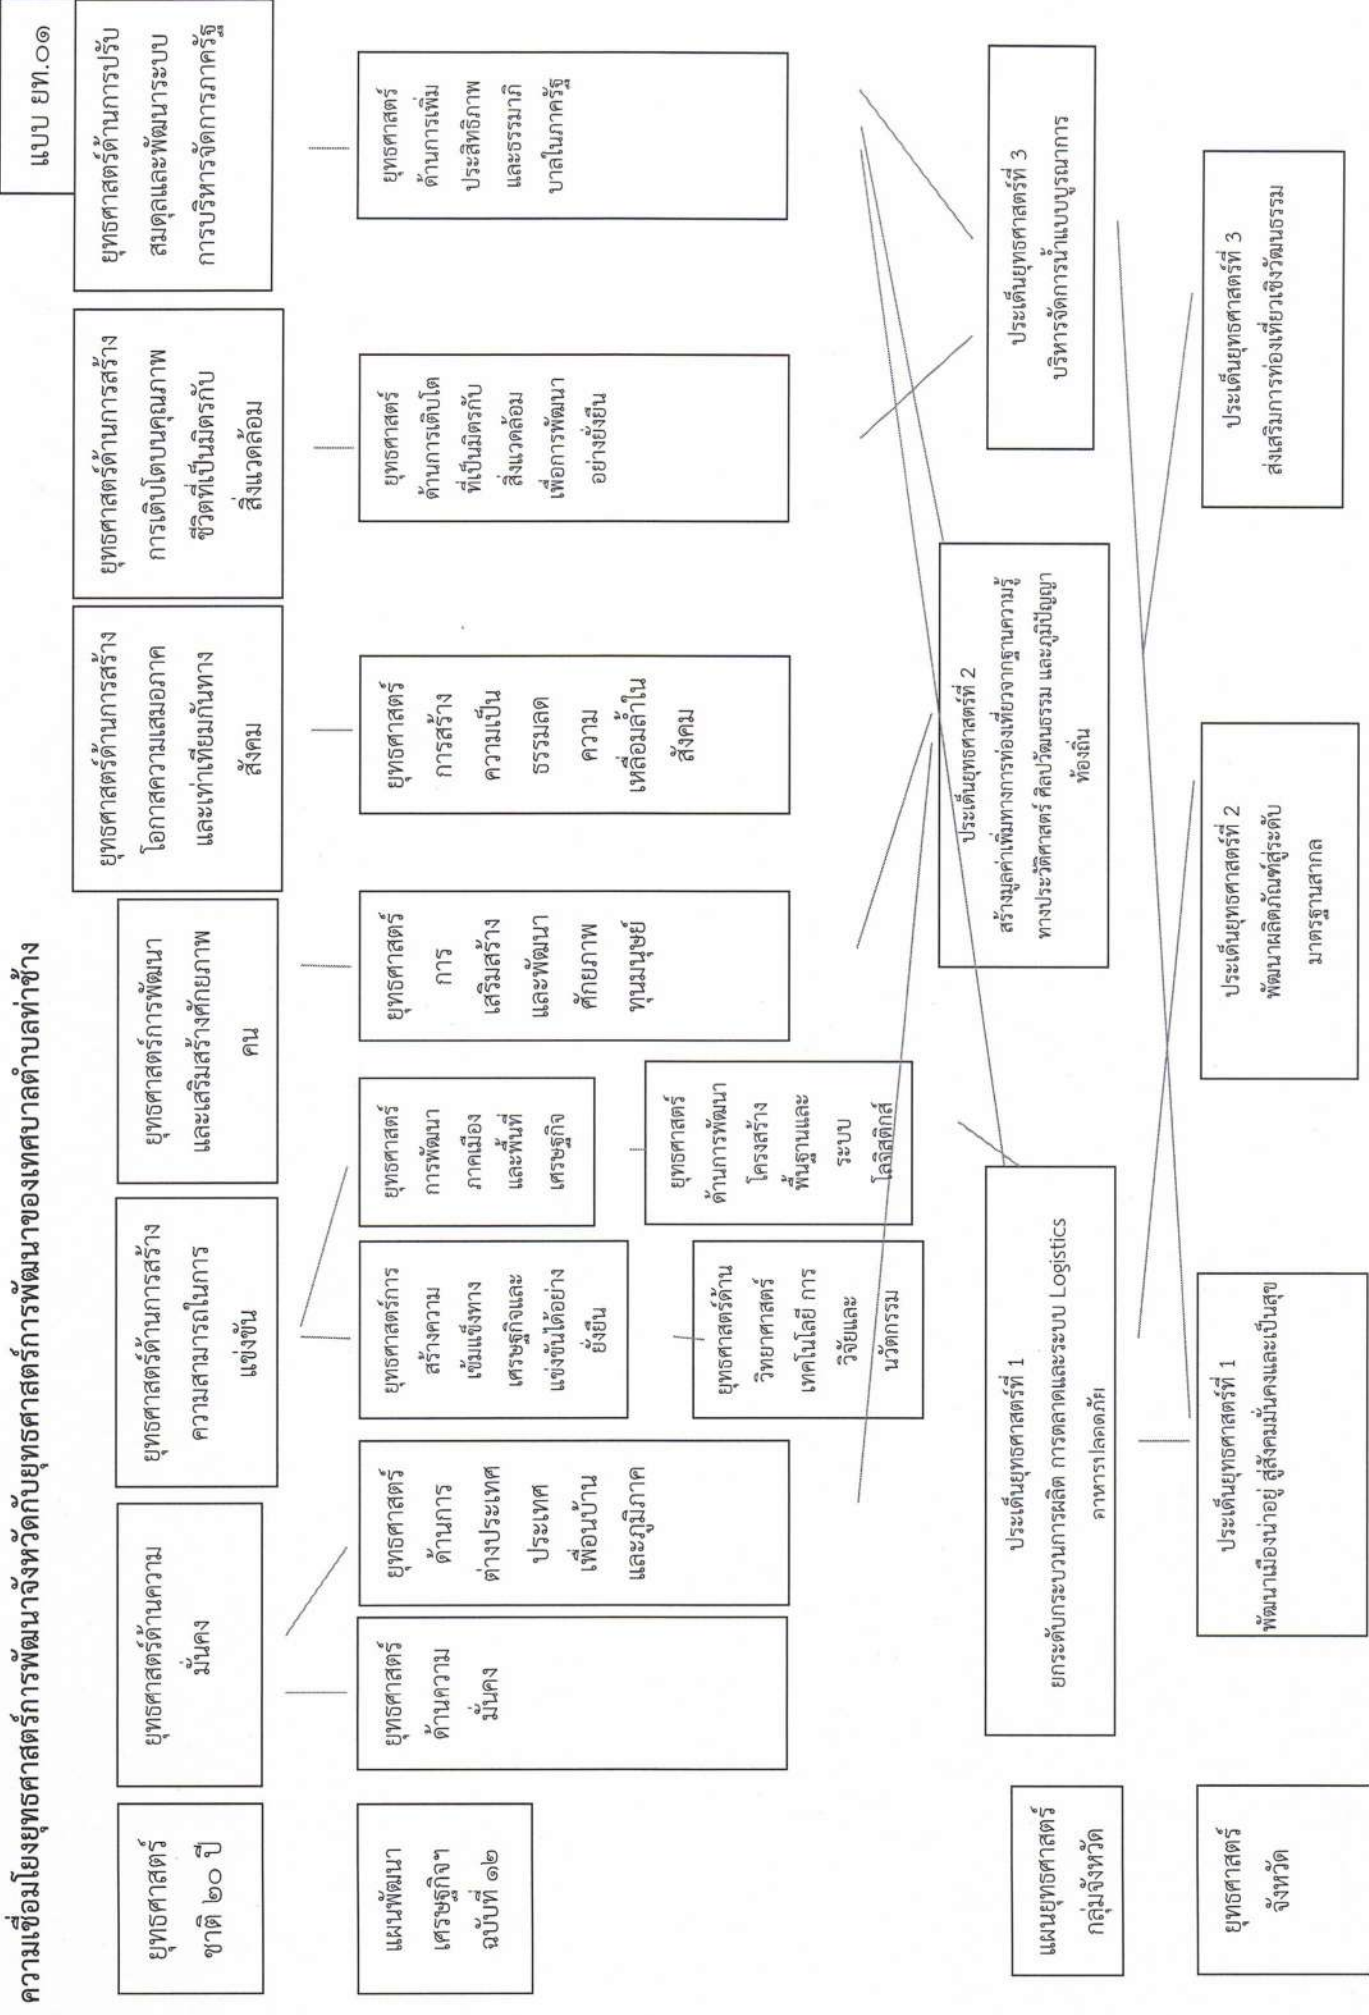 แบบ ยท.๐๑
ความเชื่อมโยงยุทธศาสตร์การพัฒนาจังหวัดกับยุทธศาสตร์การพัฒนาของเทศบาลตำบลท่าช้าง
ยุทธศาสตร์
ชาติ ๒๐ ปี
ยุทธศาสตร์ด้านความ
มั่นคง
ยุทธศาสตร์ด้านการสร้าง
ความสามารถในการ
แข่งขัน
ยุทธศาสตร์การพัฒนา
และเสริมสร้างศักยภาพ
คน
ยุทธศาสตร์ด้านการสร้าง
โอกาสความเสมอภาค
และเท่าเทียมกันทาง
สังคม
ยุทธศาสตร์ด้านการสร้าง
การเติบโตบนคุณภาพ
ชีวิตที่เป็นมิตรกับ
สิ่งแวดล้อม
ยุทธศาสตร์ด้านการปรับ
สมดุลและพัฒนาระบบ
การบริหารจัดการภาครัฐ
แผนพัฒนา
เศรษฐกิจฯ
ฉบับที่ ๑๒
ยุทธศาสตร์
ด้านความ
มั่นคง
ยุทธศาสตร์
ด้านการ
ต่างประเทศ
ประเทศ
เพื่อนบ้าน
และภูมิภาค
ยุทธศาสตร์การ
สร้างความ
เข้มแข็งทาง
เศรษฐกิจและ
แข่งขันได้อย่าง
ยั่งยืน
ยุทธศาสตร์
การพัฒนา
ภาคเมือง
และพื้นที่
เศรษฐกิจ
ยุทธศาสตร์
การ
เสริมสร้าง
และพัฒนา
ศักยภาพ
ทุนมนุษย์
ยุทธศาสตร์
การสร้าง
ความเป็น
ธรรมลด
ความ
เหลื่อมล้ำใน
สังคม
ยุทธศาสตร์
ด้านการเติบโต
ที่เป็นมิตรกับ
สิ่งแวดล้อม
เพื่อการพัฒนา
อย่างยั่งยืน
ยุทธศาสตร์
ด้านการเพิ่ม
ประสิทธิภาพ
และธรรมาภิ
บาลในภาครัฐ
ยุทธศาสตร์ด้าน
วิทยาศาสตร์
เทคโนโลยี การ
วิจัยและ
นวัตกรรม
ยุทธศาสตร์
ด้านการพัฒนา
โครงสร้าง
พื้นฐานและ
ระบบ
โลจิสติกส์
แผนยุทธศาสตร์
กลุ่มจังหวัด
ประเด็นยุทธศาสตร์ที่ 1
ยกระดับกระบวนการผลิต การตลาดและระบบ Logistics
อาหารปลอดภัย
ประเด็นยุทธศาสตร์ที่ 2
สร้างมูลค่าเพิ่มทางการท่องเที่ยวจากฐานความรู้
ทางประวัติศาสตร์ ศิลปวัฒนธรรม และภูมิปัญญา
ท้องถิ่น
ประเด็นยุทธศาสตร์ที่ 3
บริหารจัดการน้ำแบบบูรณาการ
ยุทธศาสตร์
จังหวัด
ประเด็นยุทธศาสตร์ที่ 1
พัฒนาเมืองน่าอยู่ สู่สังคมมั่นคงและเป็นสุข
ประเด็นยุทธศาสตร์ที่ 2
พัฒนาผลิตภัณฑ์สู่ระดับ
มาตรฐานสากล
ประเด็นยุทธศาสตร์ที่ 3
ส่งเสริมการท่องเที่ยวเชิงวัฒนธรรม